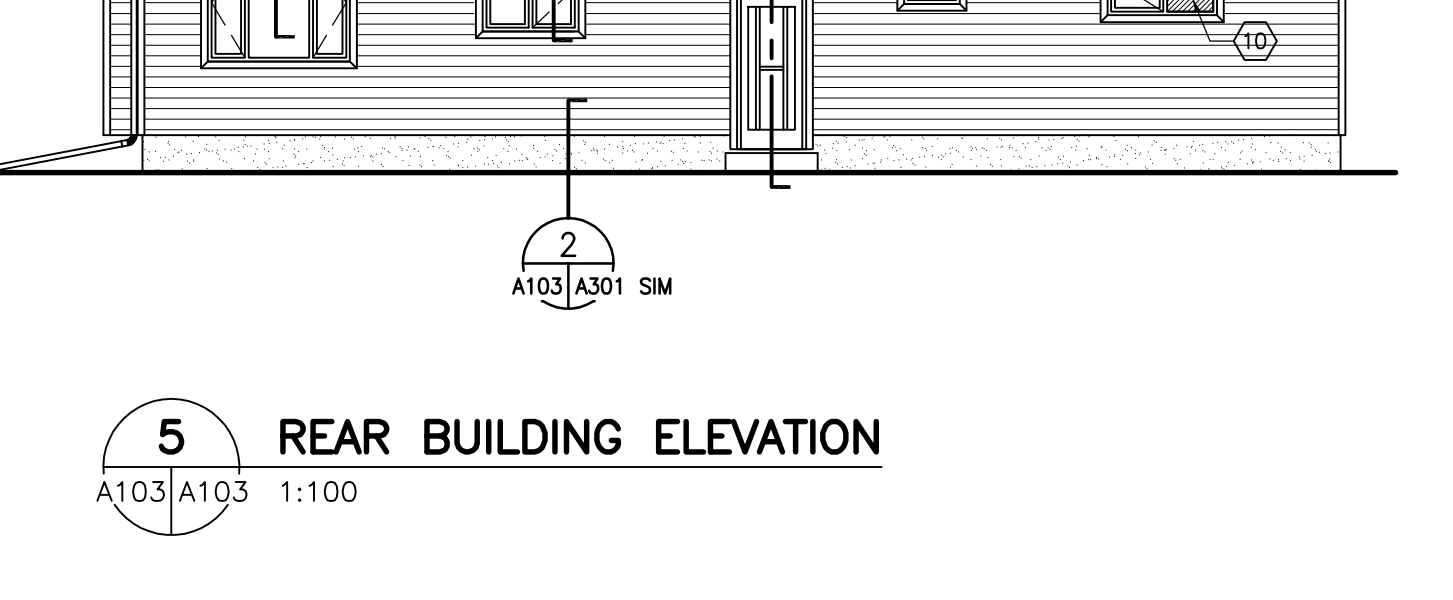 10
2
A103 A301 SIM
5 REAR BUILDING ELEVATION
A103 A103 1:100